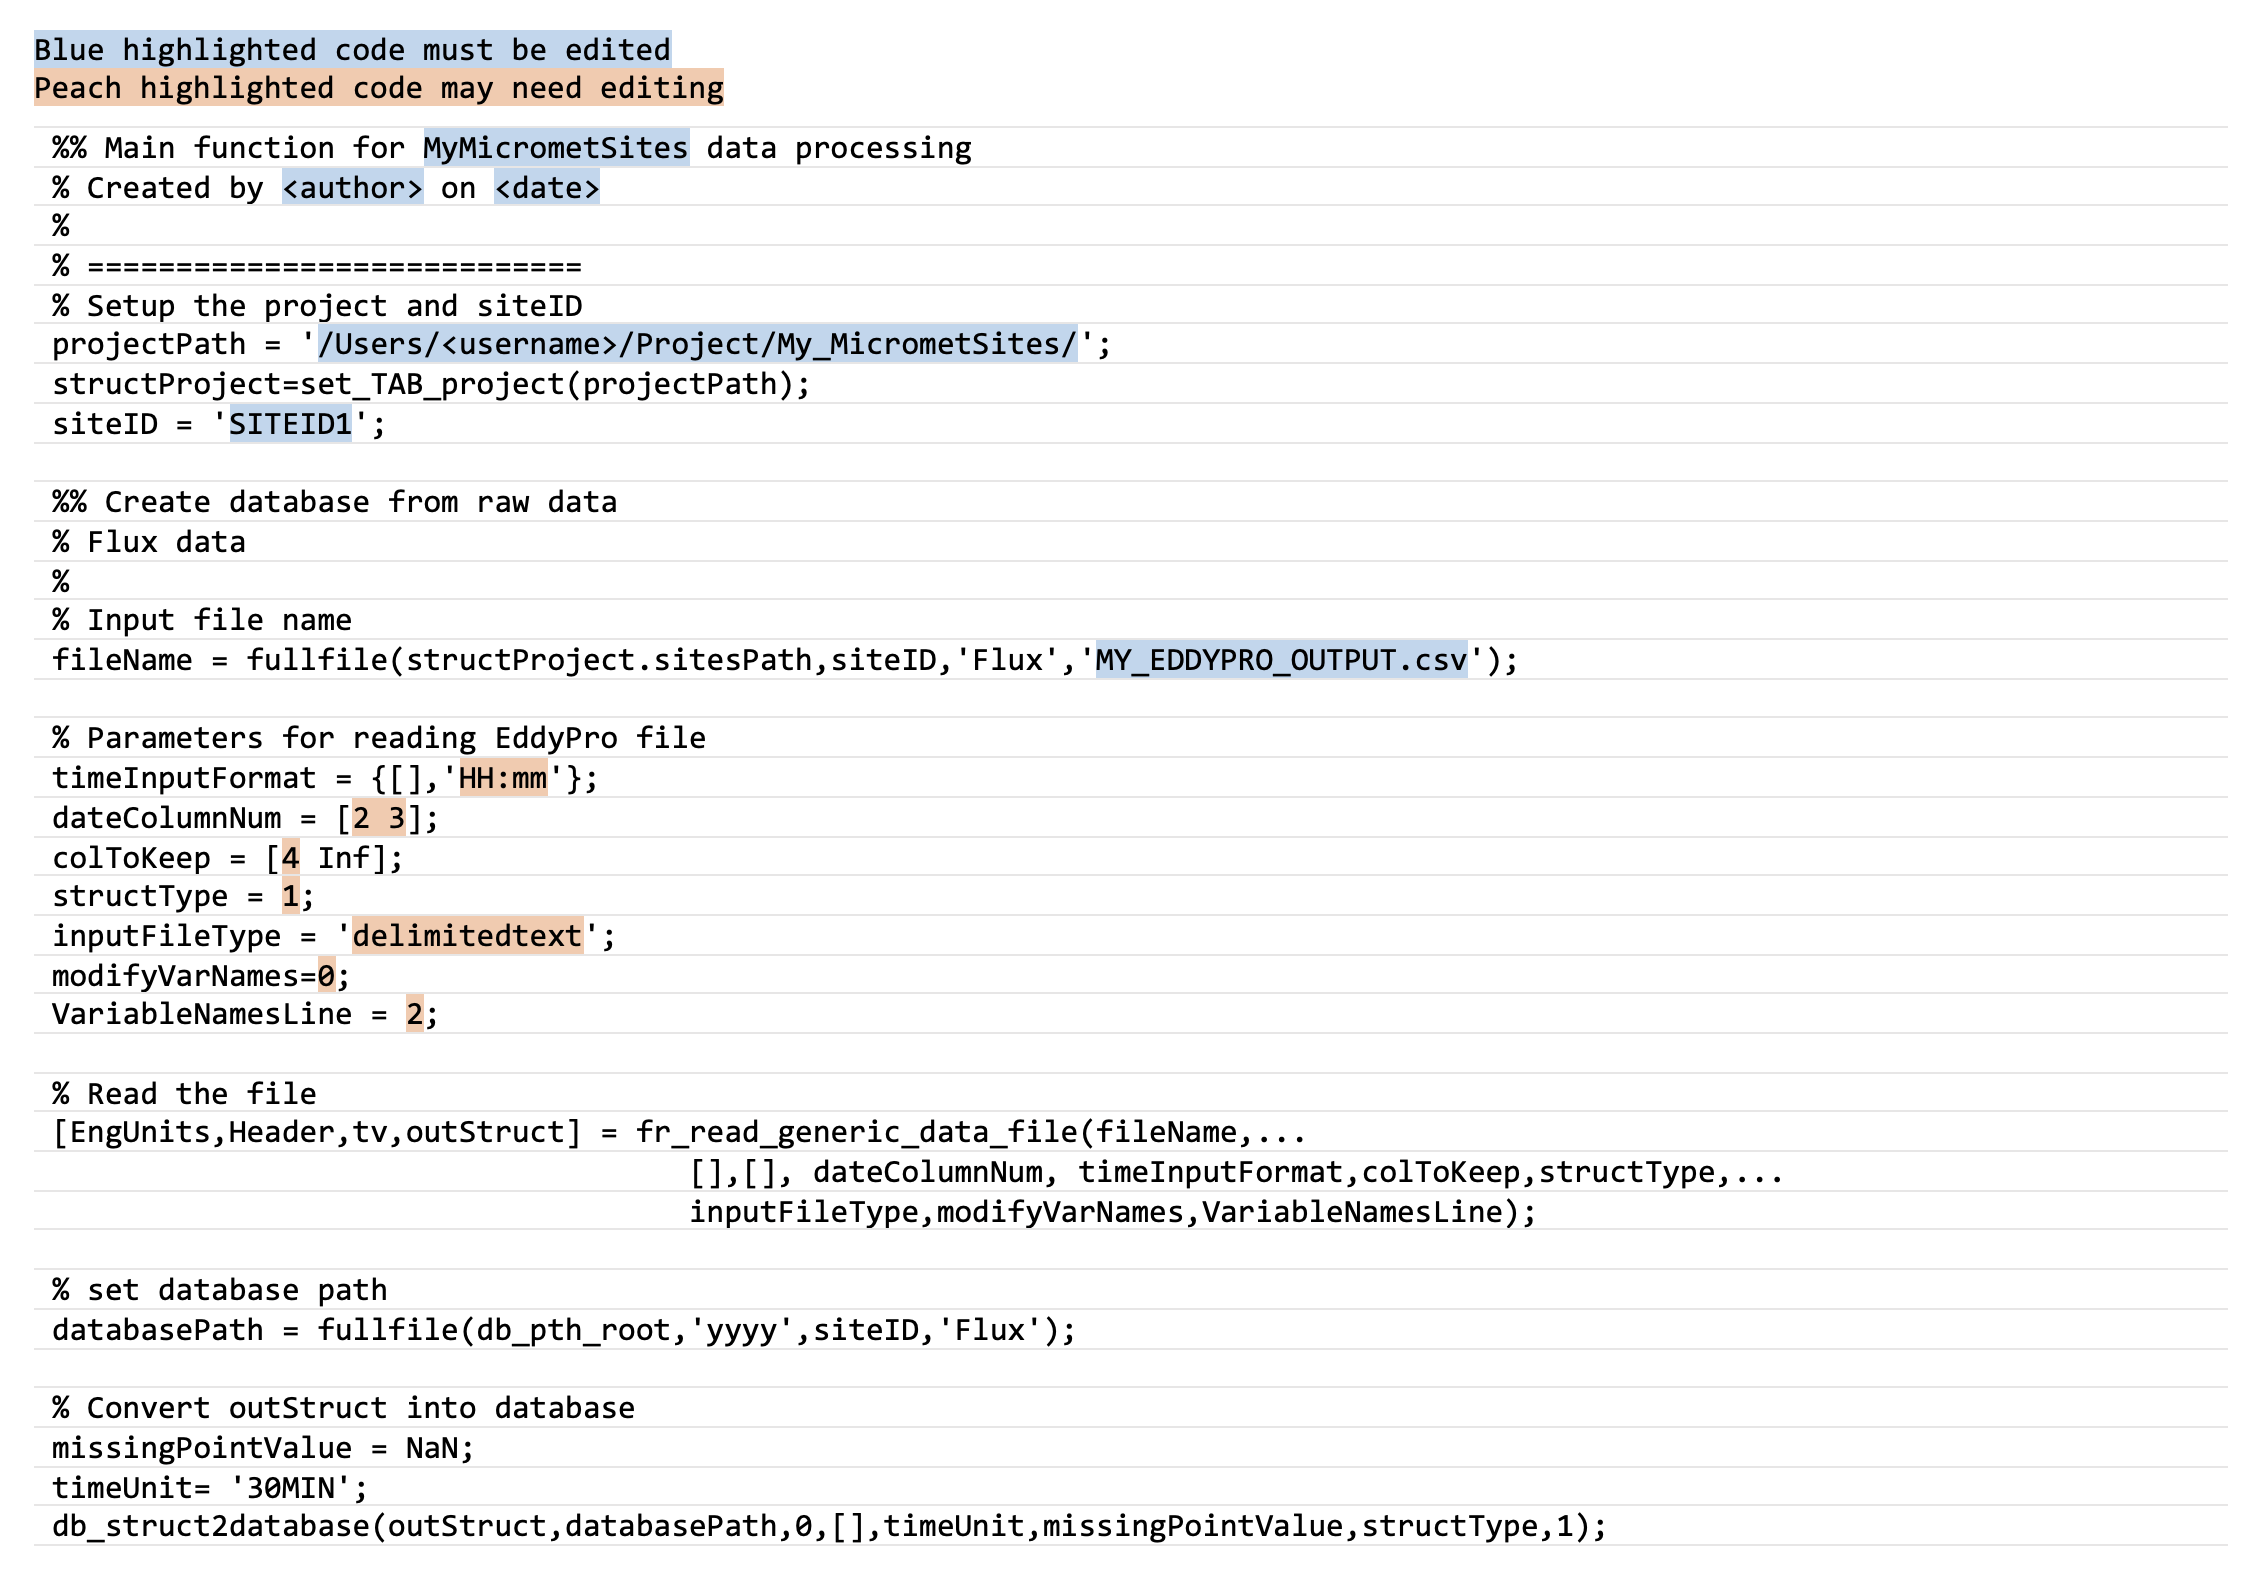 Blue highlighted code must be edited
Peach highlighted code may need editing
%% Main function for MyMicrometSites data processing
% Created by <author> on <date>
%
% ============================
% Setup the project and siteID
projectPath = '/Users/<username>/Project/My_MicrometSites/';
structProject=set_TAB_project(projectPath);
siteID = 'SITEID1';
%% Create database from raw data
% Flux data
%
% Input file name
fileName = fullfile(structProject.sitesPath,siteID,'Flux','MY_EDDYPRO_OUTPUT.csv');
% Parameters for reading EddyPro file
timeInputFormat = {[],'HH:mm'};
dateColumnNum = [2 3];
colToKeep = [4 Inf];
structType = 1;
inputFileType = 'delimitedtext';
modifyVarNames=0;
VariableNamesLine = 2;
% Read the file
[EngUnits,Header,tv,outStruct] = fr_read_generic_data_file(fileName,...
[],[], dateColumnNum, timeInputFormat,colToKeep,structType,...
inputFileType,modifyVarNames,VariableNamesLine);
% set database path
databasePath = fullfile(db_pth_root,'yyyy',siteID,'Flux');
% Convert outStruct into database
missingPointValue = NaN;
timeUnit= '30MIN';
db_struct2database(outStruct,databasePath,0,[],timeUnit,missingPointValue,structType,1);